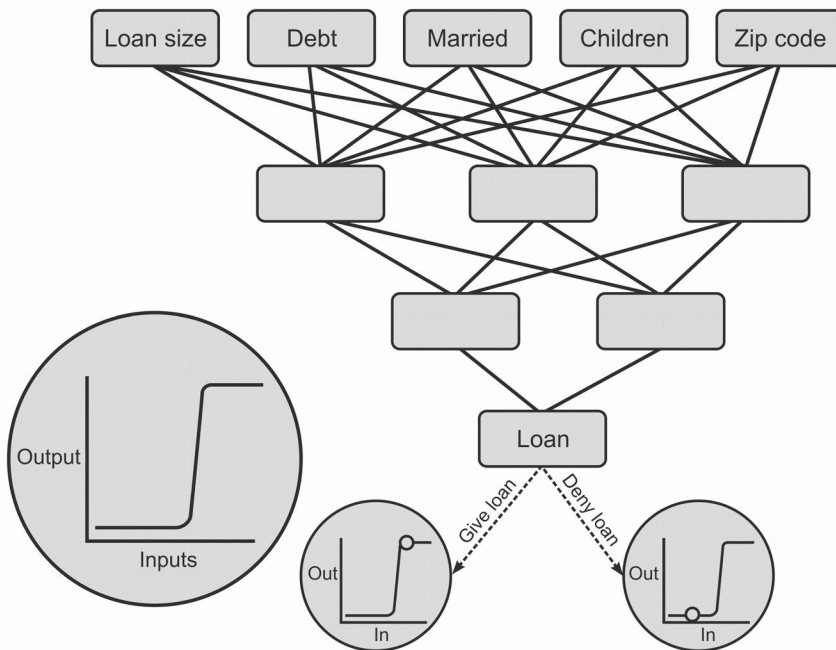 Loan size
Debt
Married
Children
Zip code
Output
Inputs
Loan
Give loan
Deny loan
Out
In
Out
In